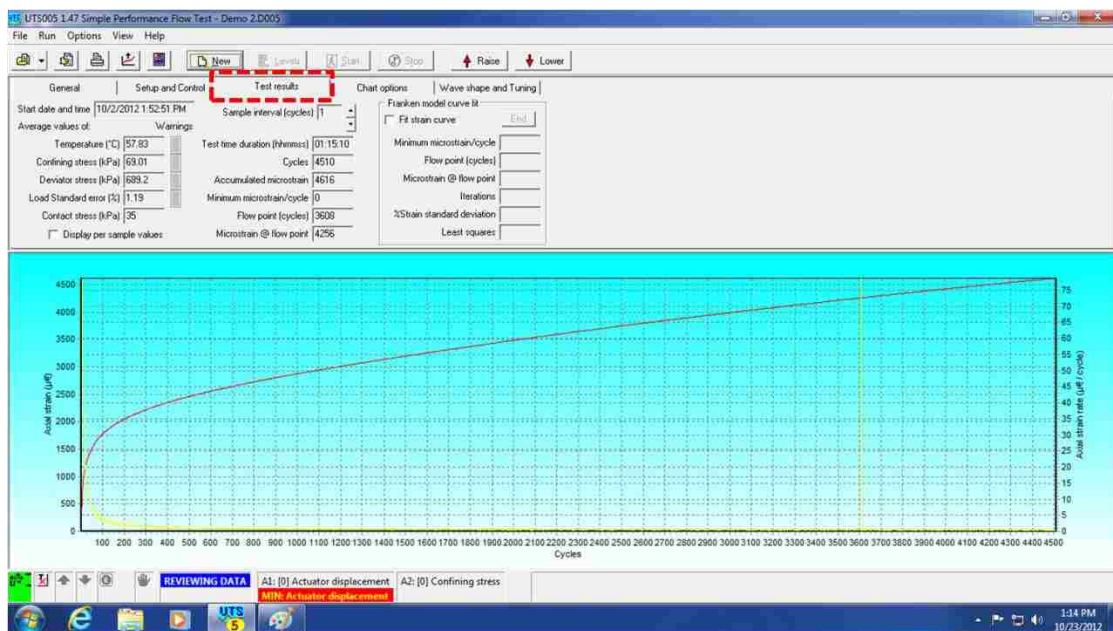 UTS005 1.47 Simple Performance Flow Test - Demo 2.D005
File Run Options View Help
New Levels Start Stop Raise Lower
General Setup and Control Test results Chart options Wave shape and Tuning
Start date and time 10/2/2012 1:52:51 PM
Average values of: Warnings
Temperature (°C) 57.83
Confining stress (kPa) 69.01
Deviator stress (kPa) 689.2
Load Standard error (%) 1.19
Contact stress (kPa) 35
Display per sample values
Sample interval (cycles) 1
Test time duration (hhmmss) 01:15:10
Cycles 4510
Accumulated microstrain 4616
Minimum microstrain/cycle 0
Flow point (cycles) 3608
Microstrain @ flow point 4256
Franken model curve fit
Fit strain curve End
Minimum microstrain/cycle
Flow point (cycles)
Microstrain @ flow point
Iterations
%Strain standard deviation
Least squares
Axial strain (µє)
4500
4000
3500
3000
2500
2000
1500
1000
500
0
75
70
65
60
55
50
45
40
35
30
25
20
15
10
5
0
Axial strain rate (µє / cycle)
100 200 300 400 500 600 700 800 900 1000 1100 1200 1300 1400 1500 1600 1700 1800 1900 2000 2100 2200 2300 2400 2500 2600 2700 2800 2900 3000 3100 3200 3300 3400 3500 3600 3700 3800 3900 4000 4100 4200 4300 4400 4500
Cycles
REVIEWING DATA A1: [0] Actuator displacement A2: [0] Confining stress
MIN: Actuator displacement
UTS 5
1:14 PM
10/23/2012